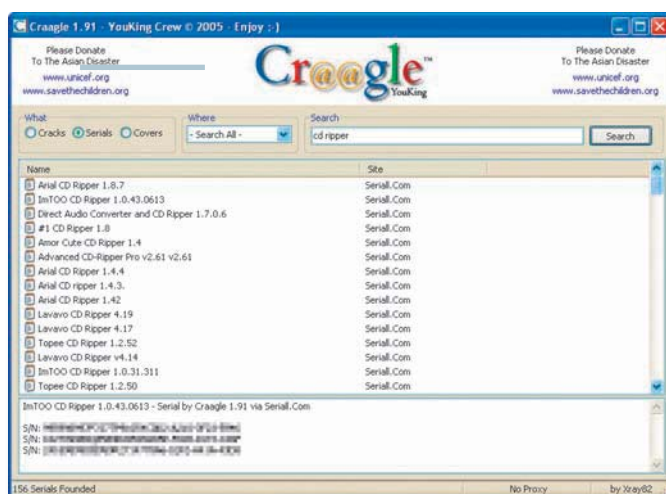 Craagle 1.91 - YouKing Crew © 2005 - Enjoy ;-)
Please Donate
To The Asian Disaster
www.unicef.org
www.savethechildren.org
Cr@@gle™
YouKing
Please Donate
To The Asian Disaster
www.unicef.org
www.savethechildren.org
What
Cracks Serials Covers
Where
- Search All -
Search
cd ripper
Search
Name Site
Arial CD Ripper 1.8.7 Seriall.Com
ImTOO CD Ripper 1.0.43.0613 Seriall.Com
Direct Audio Converter and CD Ripper 1.7.0.6 Seriall.Com
#1 CD Ripper 1.8 Seriall.Com
Amor Cute CD Ripper 1.4 Seriall.Com
Advanced CD-Ripper Pro v2.61 v2.61 Seriall.Com
Arial CD Ripper 1.4.4 Seriall.Com
Arial CD ripper 1.4.3. Seriall.Com
Arial CD Ripper 1.42 Seriall.Com
Lavavo CD Ripper 4.19 Seriall.Com
Lavavo CD Ripper 4.17 Seriall.Com
Topee CD Ripper 1.2.52 Seriall.Com
Lavavo CD Ripper v4.14 Seriall.Com
ImTOO CD Ripper 1.0.31.311 Seriall.Com
Topee CD Ripper 1.2.50 Seriall.Com
ImTOO CD Ripper 1.0.43.0613 - Serial by Craagle 1.91 via Seriall.Com
S/N:
S/N:
S/N:
156 Serials Founded No Proxy by Xray82